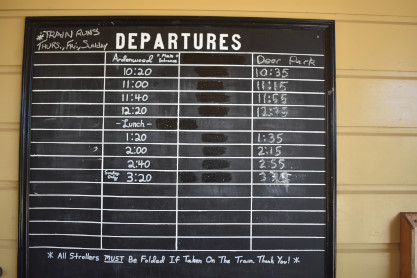 *TRAIN RUNS
THURS., Fri, Sunday
DEPARTURES
Ardenwood * Main * Entrance Deer Park
10:20 10:35
11:00 11:15
11:40 11:55
12:20 12:35
- Lunch -
1:20 1:35
2:00 2:15
2:40 2:55
3:20 3:35
* All Strollers MUST Be Folded If Taken On The Train. Thank You! *